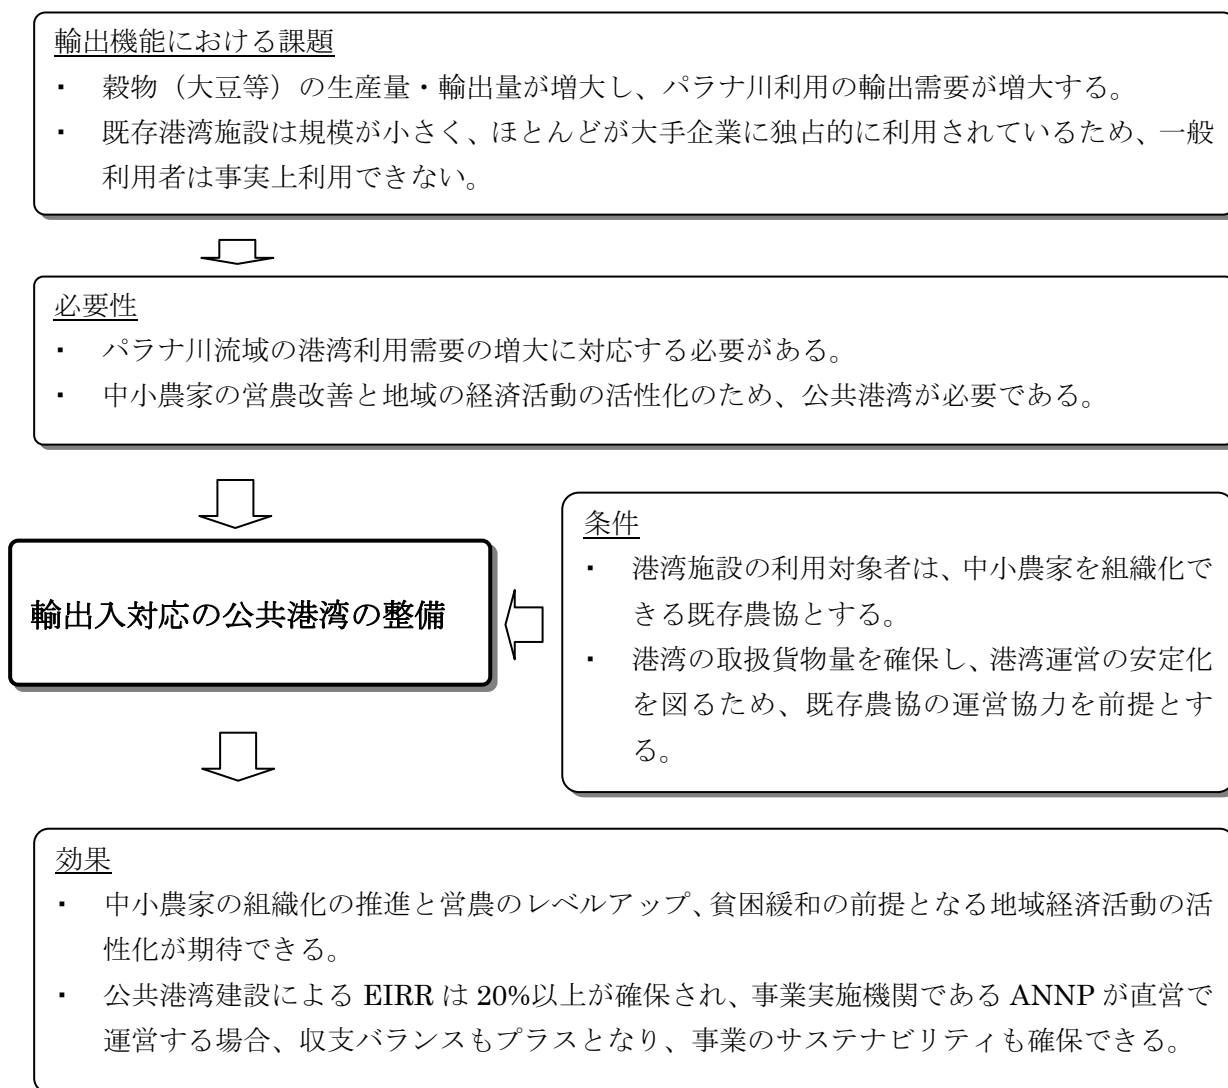 輸出機能における課題
・ 穀物（大豆等）の生産量・輸出量が増大し、パラナ川利用の輸出需要が増大する。
・ 既存港湾施設は規模が小さく、ほとんどが大手企業に独占的に利用されているため、一般
利用者は事実上利用できない。
必要性
・ パラナ川流域の港湾利用需要の増大に対応する必要がある。
・ 中小農家の営農改善と地域の経済活動の活性化のため、公共港湾が必要である。
輸出入対応の公共港湾の整備
条件
・ 港湾施設の利用対象者は、中小農家を組織化で
きる既存農協とする。
・ 港湾の取扱貨物量を確保し、港湾運営の安定化
を図るため、既存農協の運営協力を前提とす
る。
効果
・ 中小農家の組織化の推進と営農のレベルアップ、貧困緩和の前提となる地域経済活動の活
性化が期待できる。
・ 公共港湾建設による EIRR は 20%以上が確保され、事業実施機関である ANNP が直営で
運営する場合、収支バランスもプラスとなり、事業のサステナビリティも確保できる。